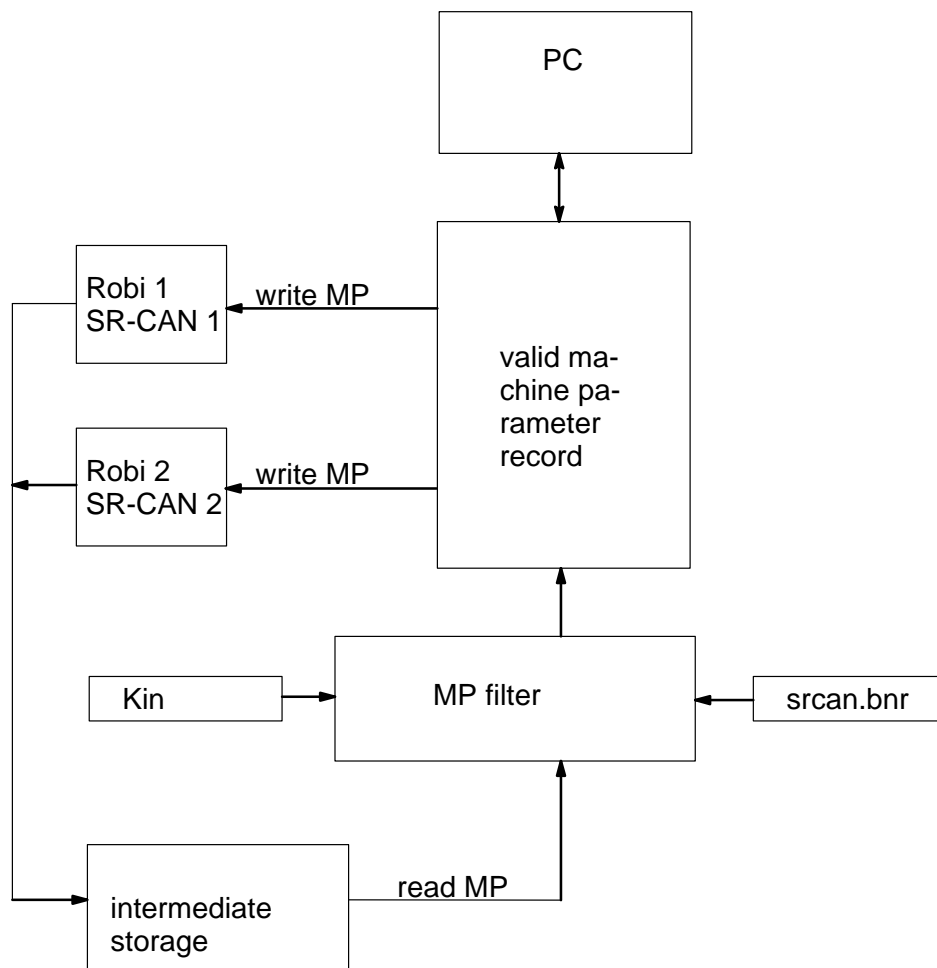 PC
Robi 1
SR-CAN 1
write MP
valid ma-
chine pa-
rameter
record
Robi 2
SR-CAN 2
write MP
Kin
MP filter
srcan.bnr
read MP
intermediate
storage